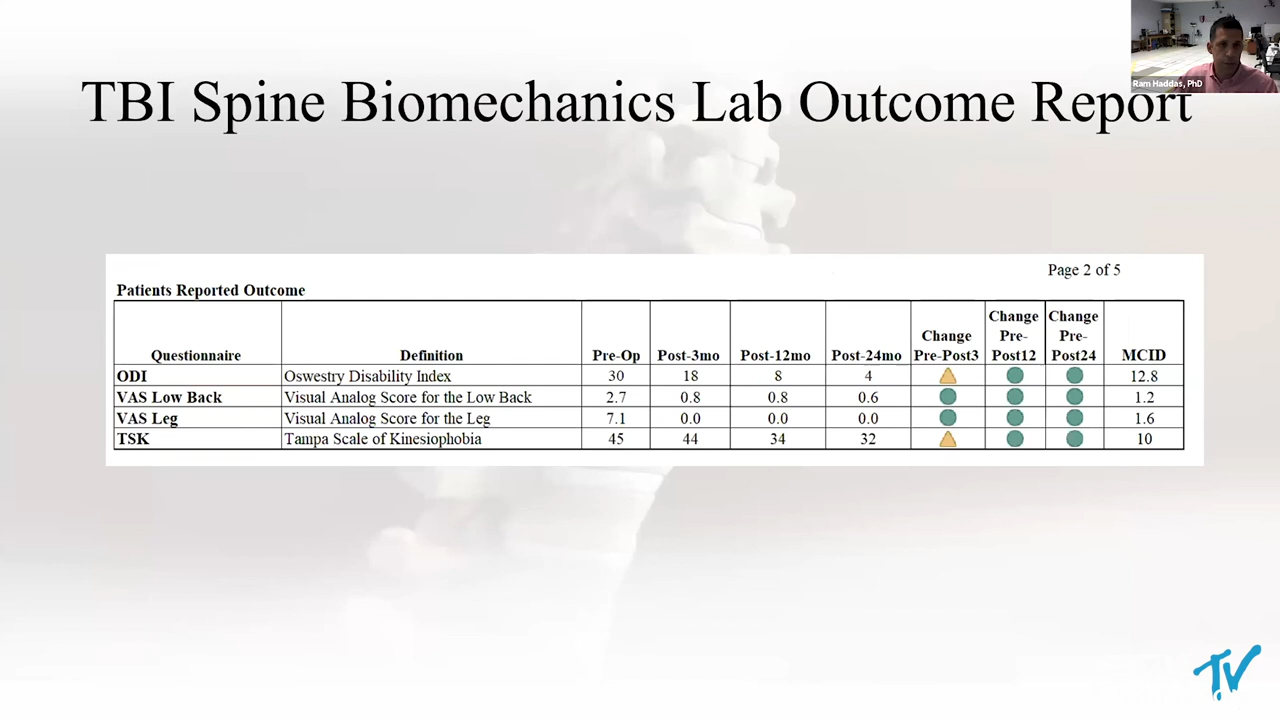 Ram Haddas, PhD
TBI Spine Biomechanics Lab Outcome Report
Page 2 of 5
Patients Reported Outcome
Questionnaire Definition Pre-Op Post-3mo Post-12mo Post-24mo Change Pre-Post3 Change Pre-Post12 Change Pre-Post24 MCID
ODI Oswestry Disability Index 30 18 8 4 12.8
VAS Low Back Visual Analog Score for the Low Back 2.7 0.8 0.8 0.6 1.2
VAS Leg Visual Analog Score for the Leg 7.1 0.0 0.0 0.0 1.6
TSK Tampa Scale of Kinesiophobia 45 44 34 32 10
TV